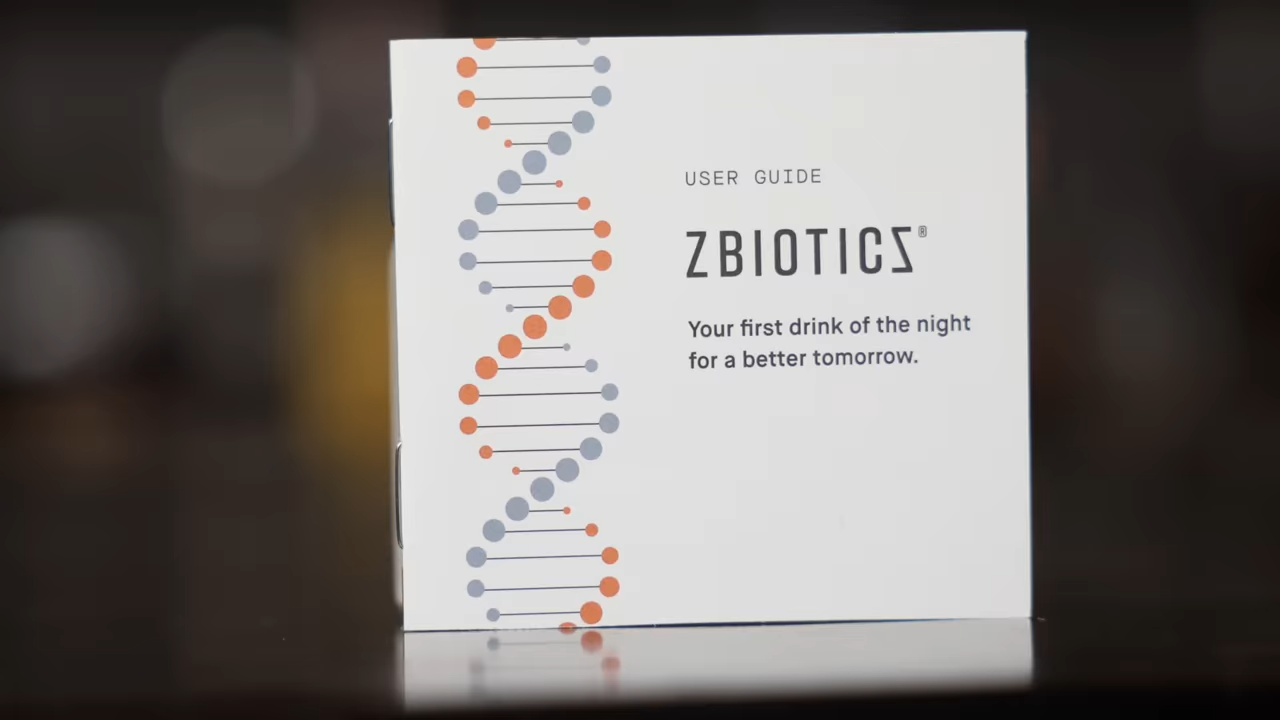 USER GUIDE
ZBIOTICS®
Your first drink of the night
for a better tomorrow.